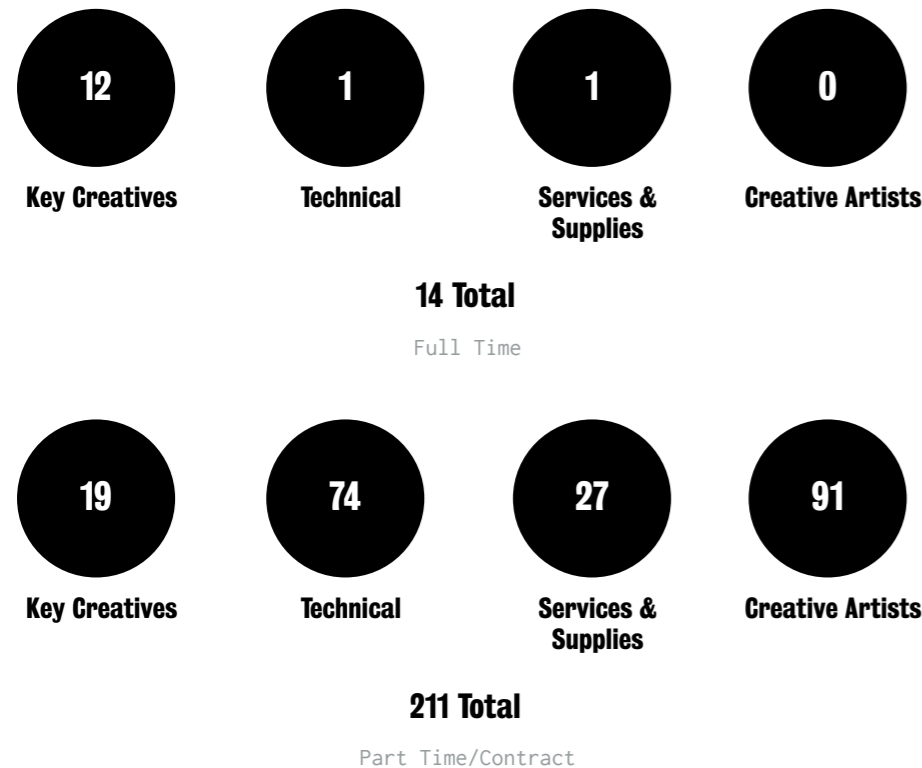 12
1
1
0
Key Creatives
Technical
Services &
Supplies
Creative Artists
14 Total
Full Time
19
74
27
91
Key Creatives
Technical
Services &
Supplies
Creative Artists
211 Total
Part Time/Contract